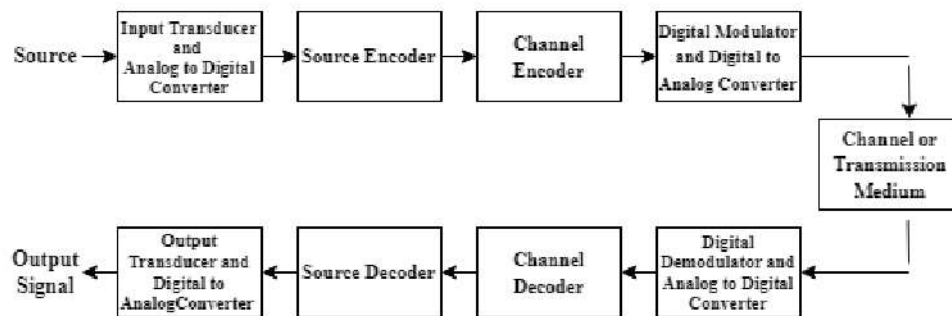 Source
Input Transducer
and
Analog to Digital
Converter
Source Encoder
Channel
Encoder
Digital Modulator
and Digital to
Analog Converter
Channel or
Transmission
Medium
Output
Signal
Output
Transducer and
Digital to
AnalogConverter
Source Decoder
Channel
Decoder
Digital
Demodulator and
Analog to Digital
Converter